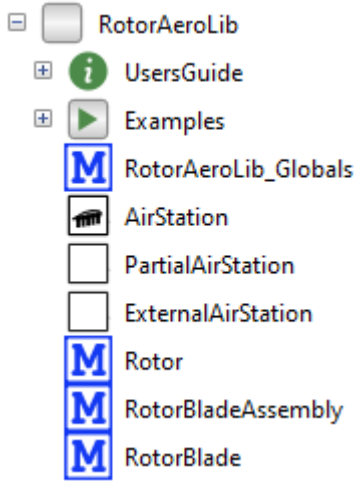 RotorAeroLib
i UsersGuide
Examples
M RotorAeroLib_Globals
AirStation
PartialAirStation
ExternalAirStation
M Rotor
M RotorBladeAssembly
M RotorBlade